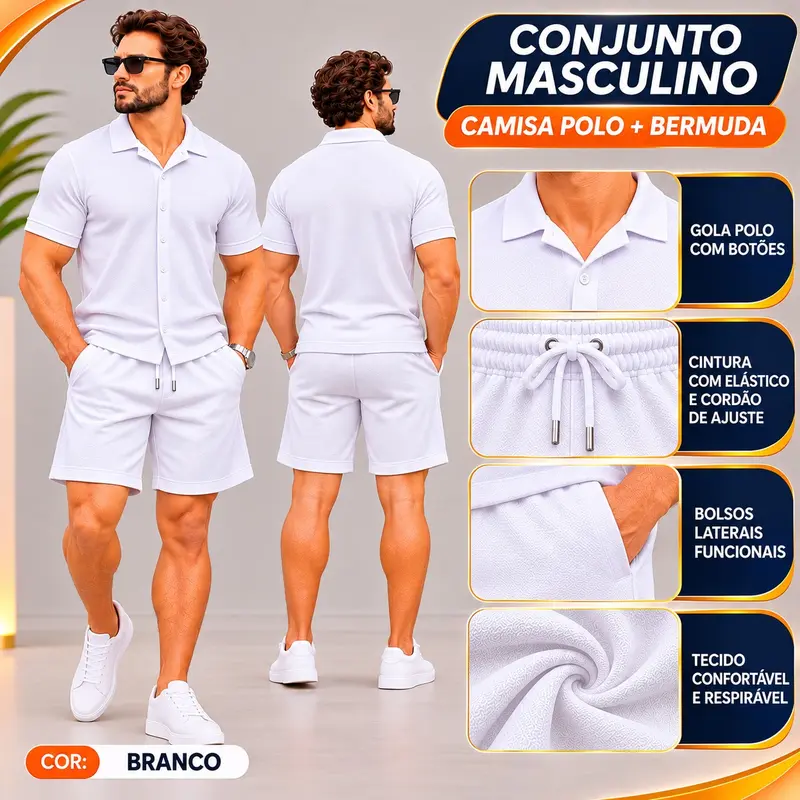 CONJUNTO
MASCULINO
CAMISA POLO + BERMUDA
GOLA POLO
COM BOTÕES
CINTURA
COM ELÁSTICO
E CORDÃO
DE AJUSTE
BOLSOS
LATERAIS
FUNCIONAIS
TECIDO
CONFORTÁVEL
E RESPIRÁVEL
COR: BRANCO